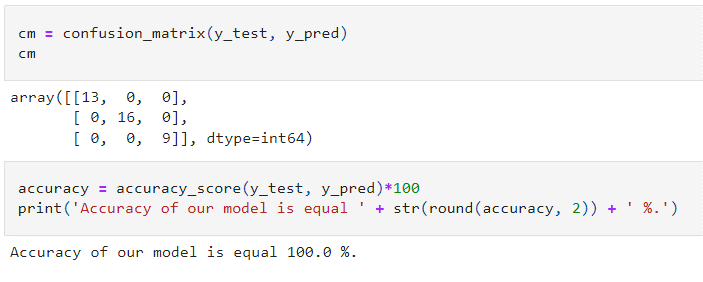 cm = confusion_matrix(y_test, y_pred)
cm
array([[13,  0,  0],
       [ 0, 16,  0],
       [ 0,  0,  9]], dtype=int64)
accuracy = accuracy_score(y_test, y_pred)*100
print('Accuracy of our model is equal ' + str(round(accuracy, 2)) + ' %.')
Accuracy of our model is equal 100.0 %.